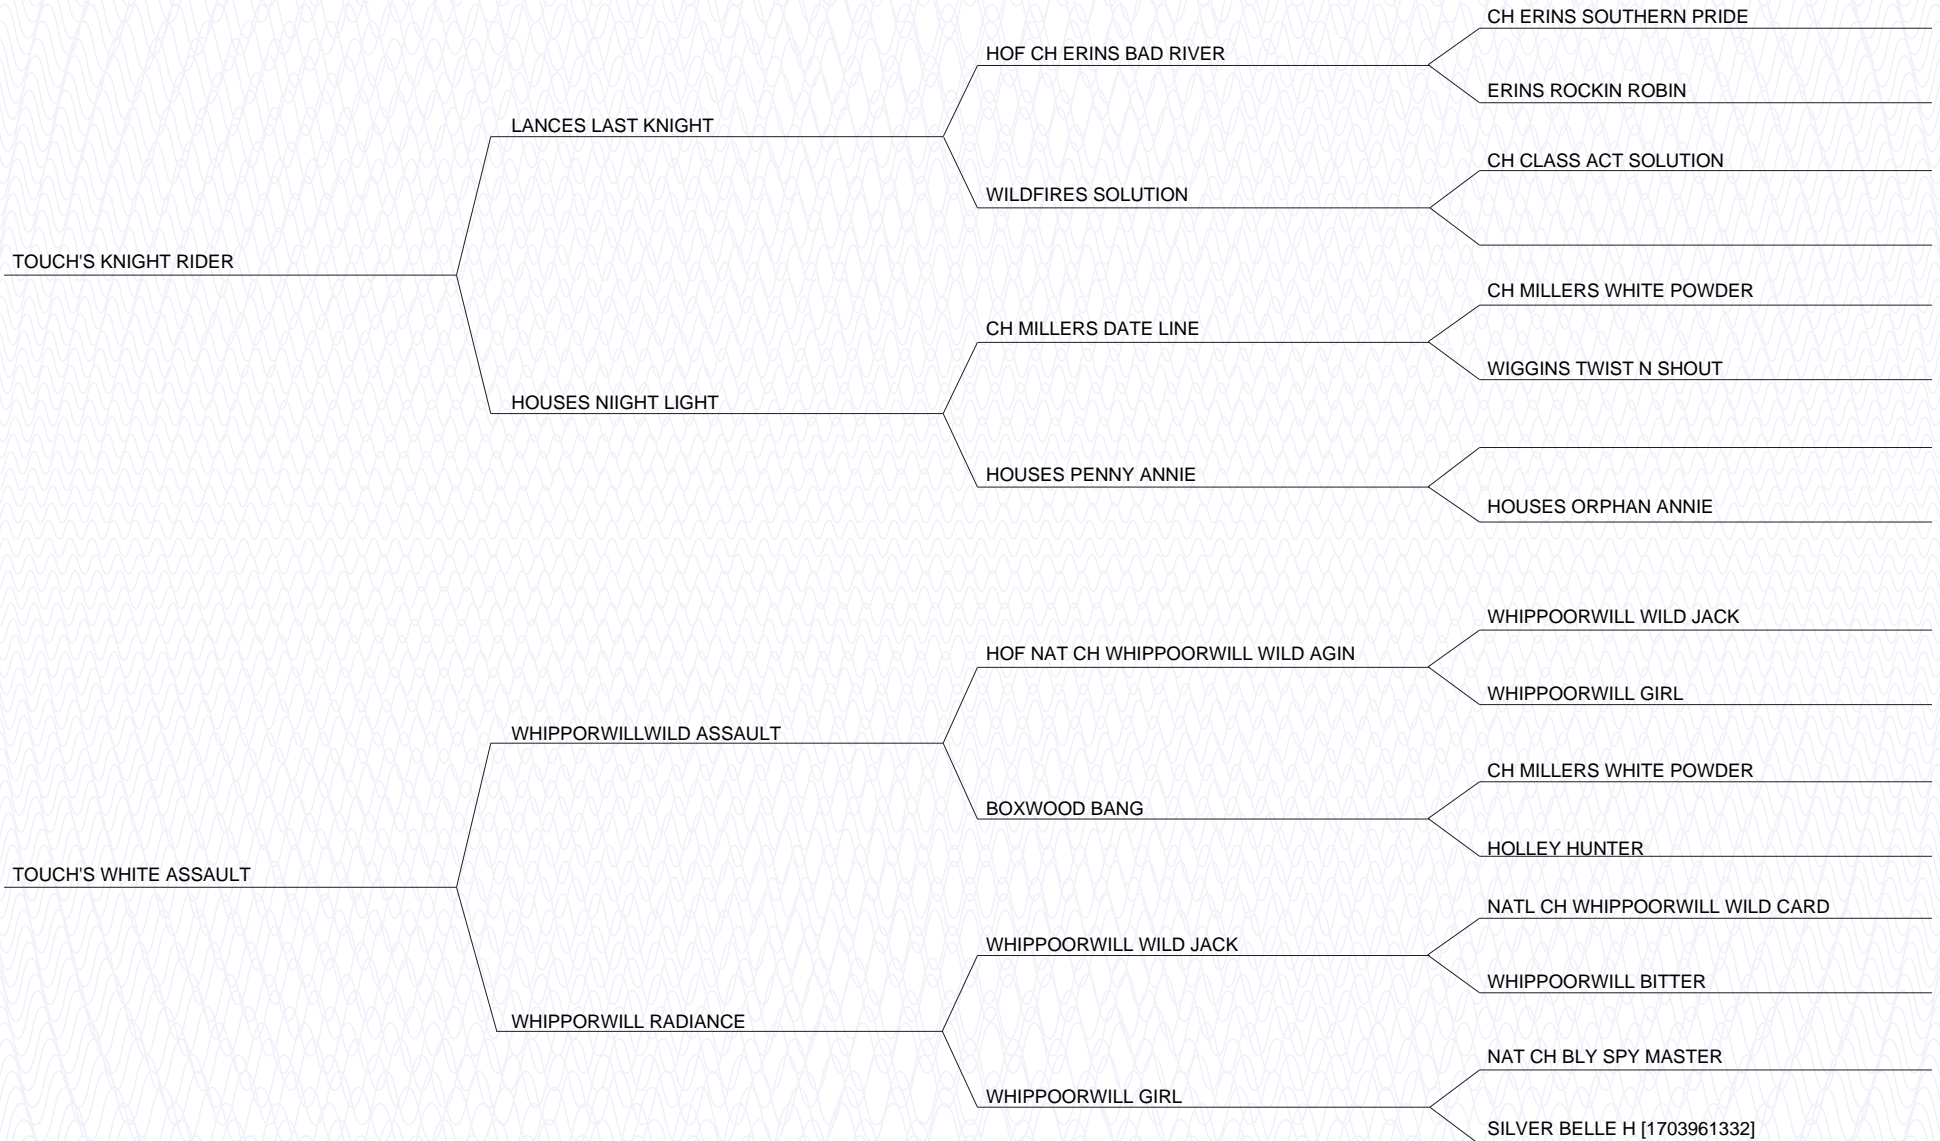 CH ERINS SOUTHERN PRIDE
HOF CH ERINS BAD RIVER
ERINS ROCKIN ROBIN
LANCES LAST KNIGHT
CH CLASS ACT SOLUTION
WILDFIRES SOLUTION
TOUCH'S KNIGHT RIDER
CH MILLERS WHITE POWDER
CH MILLERS DATE LINE
WIGGINS TWIST N SHOUT
HOUSES NIIGHT LIGHT
HOUSES PENNY ANNIE
HOUSES ORPHAN ANNIE
WHIPPOORWILL WILD JACK
HOF NAT CH WHIPPOORWILL WILD AGIN
WHIPPOORWILL GIRL
WHIPPORWILLWILD ASSAULT
CH MILLERS WHITE POWDER
BOXWOOD BANG
HOLLEY HUNTER
TOUCH'S WHITE ASSAULT
NATL CH WHIPPOORWILL WILD CARD
WHIPPOORWILL WILD JACK
WHIPPOORWILL BITTER
WHIPPORWILL RADIANCE
NAT CH BLY SPY MASTER
WHIPPOORWILL GIRL
SILVER BELLE H [1703961332]